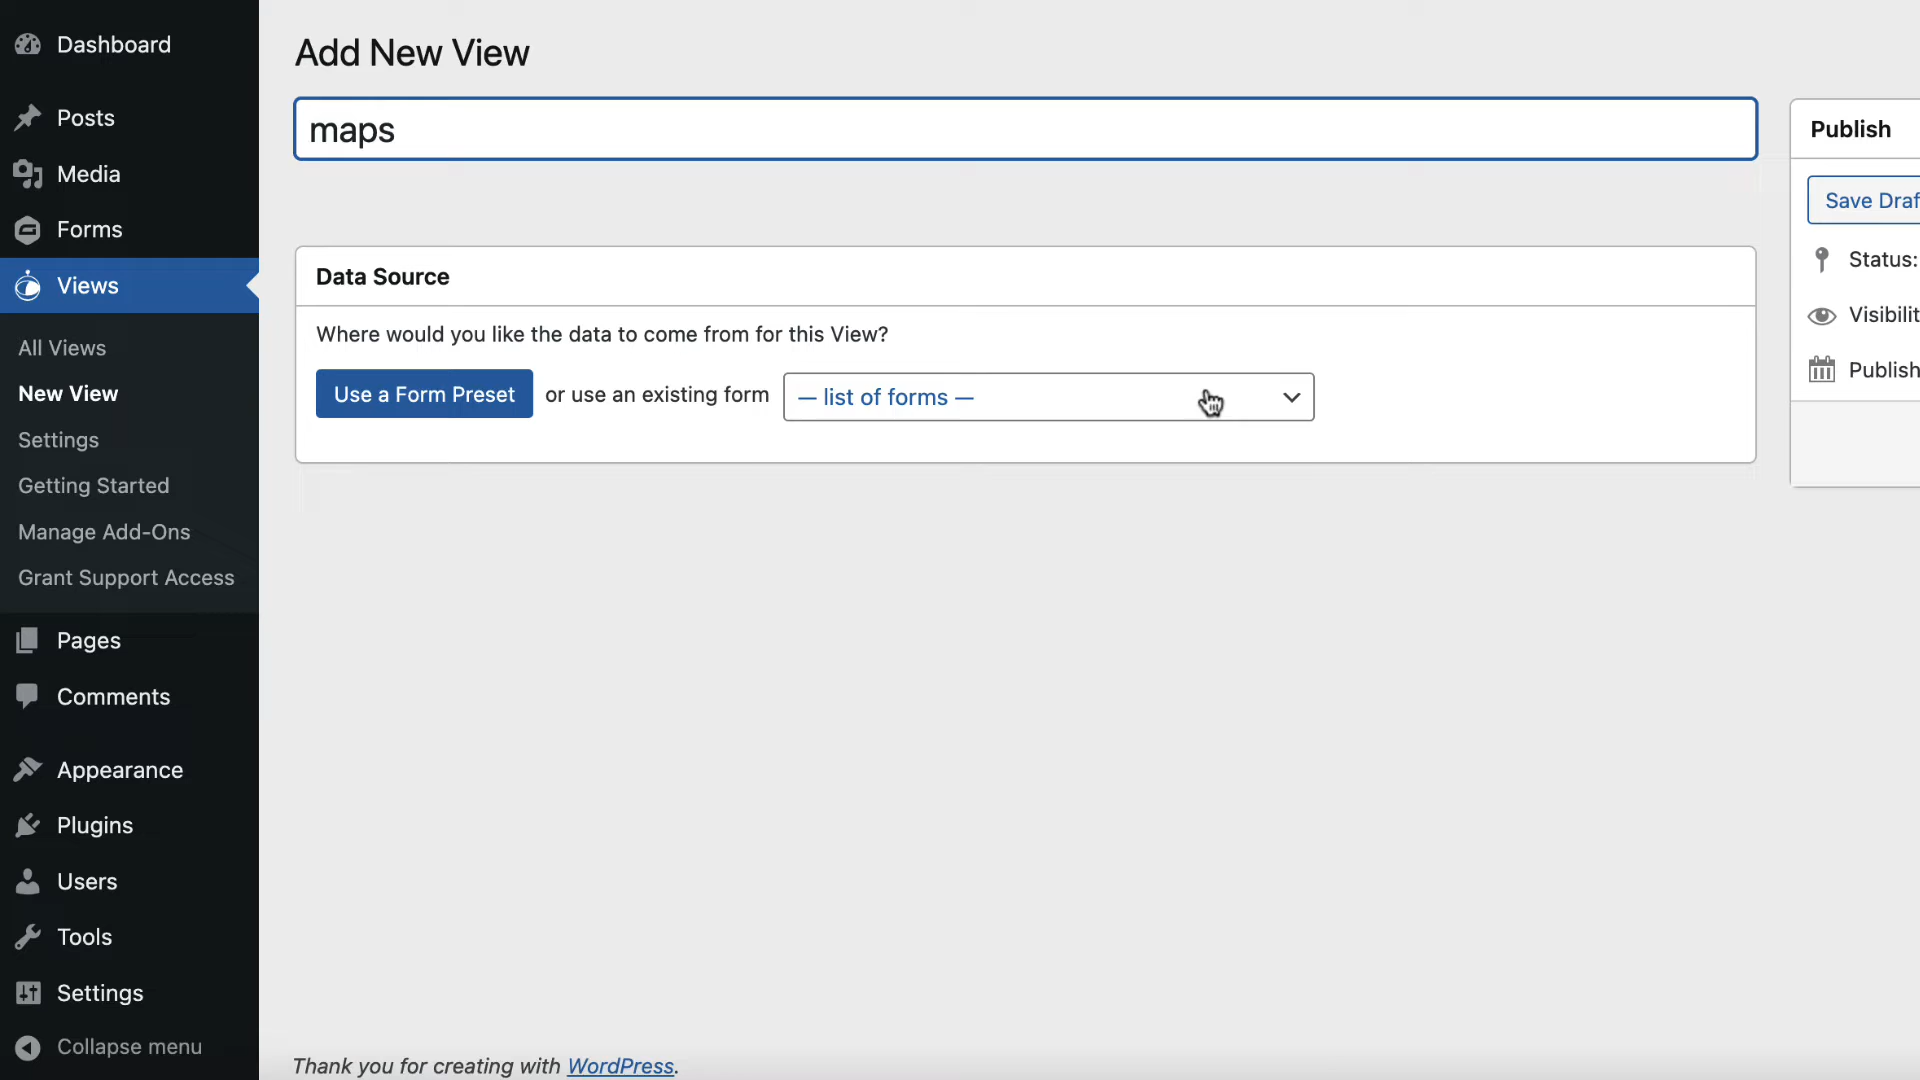 Dashboard
Posts
Media
Forms
Views
All Views
New View
Settings
Getting Started
Manage Add-Ons
Grant Support Access
Pages
Comments
Appearance
Plugins
Users
Tools
Settings
Collapse menu
Add New View
maps
Data Source
Where would you like the data to come from for this View?
Use a Form Preset or use an existing form — list of forms —
Thank you for creating with WordPress.
Publish
Save Draf
Status:
Visibilit
Publish